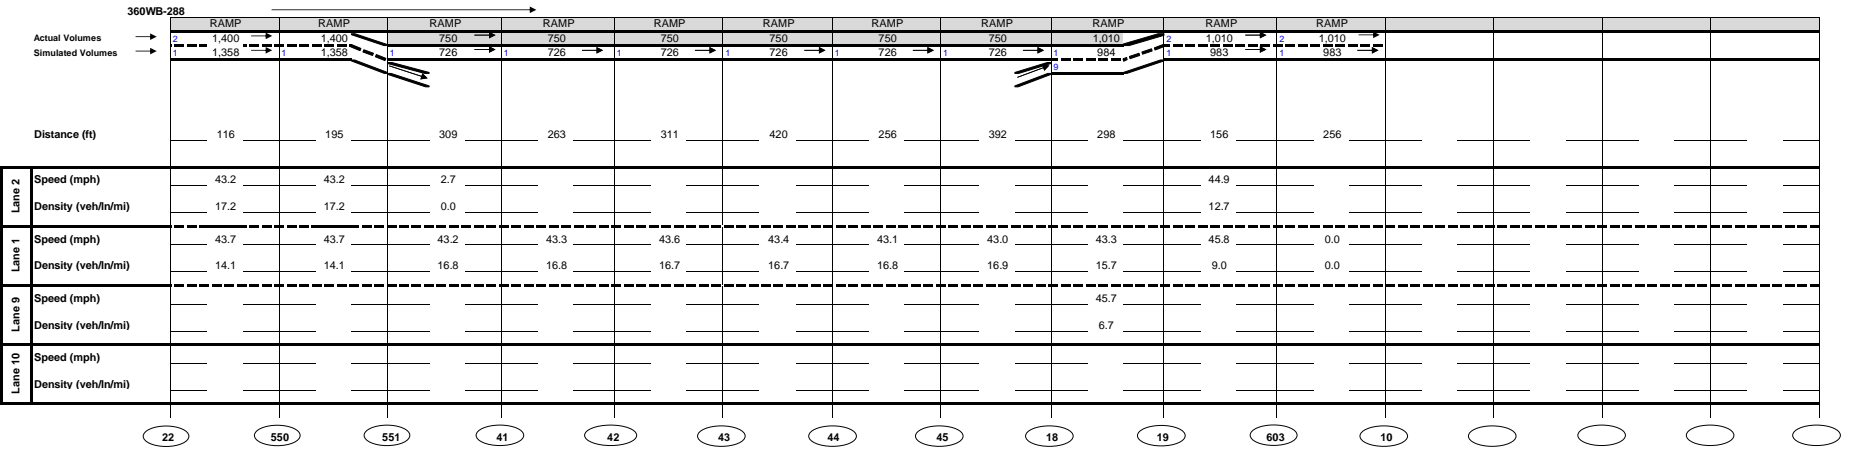 360WB-288
RAMP RAMP RAMP RAMP RAMP RAMP RAMP RAMP RAMP RAMP RAMP
Actual Volumes 2 1,400 1,400 750 750 750 750 750 750 1,010 2 1,010 2 1,010
Simulated Volumes 1 1,358 1 1,358 1 726 1 726 1 726 1 726 1 726 1 726 1 984 1 983 1 983
9
Distance (ft) 116 195 309 263 311 420 256 392 298 156 256
Lane 2
Speed (mph) 43.2 43.2 2.7 44.9
Density (veh/ln/mi) 17.2 17.2 0.0 12.7
Lane 1
Speed (mph) 43.7 43.7 43.2 43.3 43.6 43.4 43.1 43.0 43.3 45.8 0.0
Density (veh/ln/mi) 14.1 14.1 16.8 16.8 16.7 16.7 16.8 16.9 15.7 9.0 0.0
Lane 9
Speed (mph) 45.7
Density (veh/ln/mi) 6.7
Lane 10
Speed (mph)
Density (veh/ln/mi)
22 550 551 41 42 43 44 45 18 19 603 10